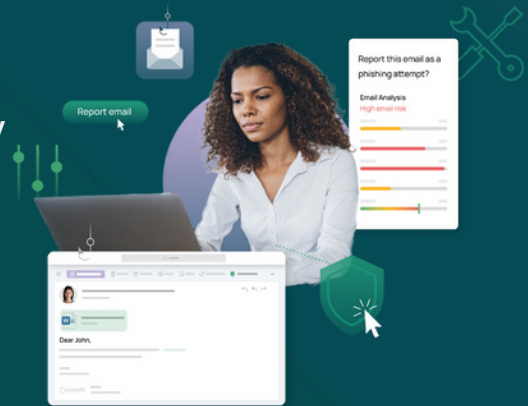 y
Report email
Report this email as a
phishing attempt?
Email Analysis
High email risk
W
Dear John,